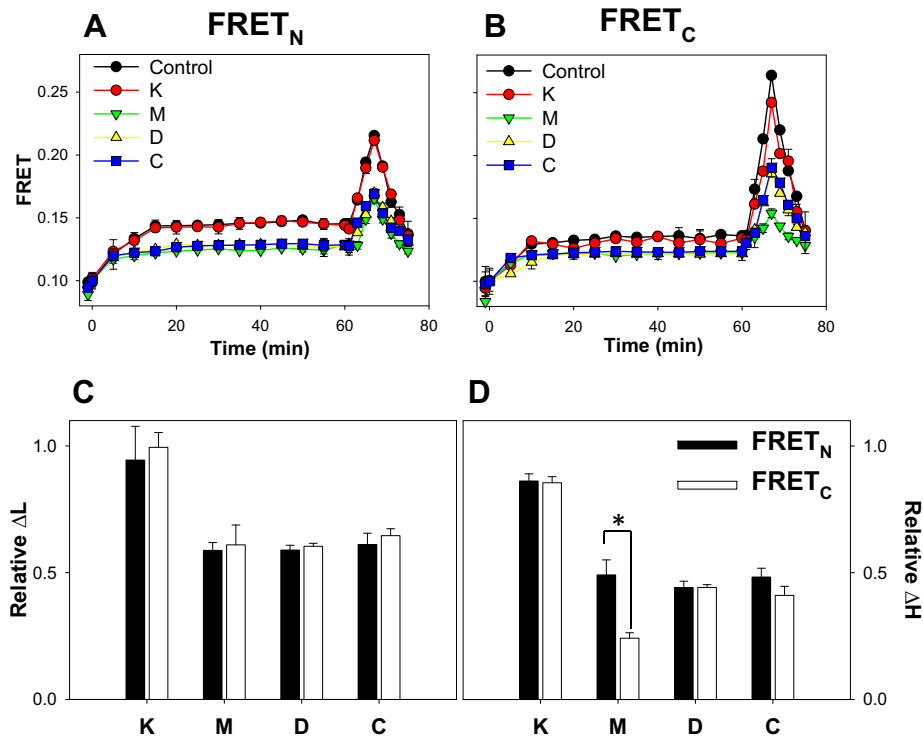 A FRET_N
B FRET_C
FRET
0.25
0.20
0.15
0.10
Control
K
M
D
C
Control
K
M
D
C
0 20 40 60 80
0 20 40 60 80
Time (min)
Time (min)
C
D
Relative ΔL
1.0
0.5
0.0
FRET_N
FRET_C
*
1.0
0.5
0.0
Relative ΔH
K M D C
K M D C